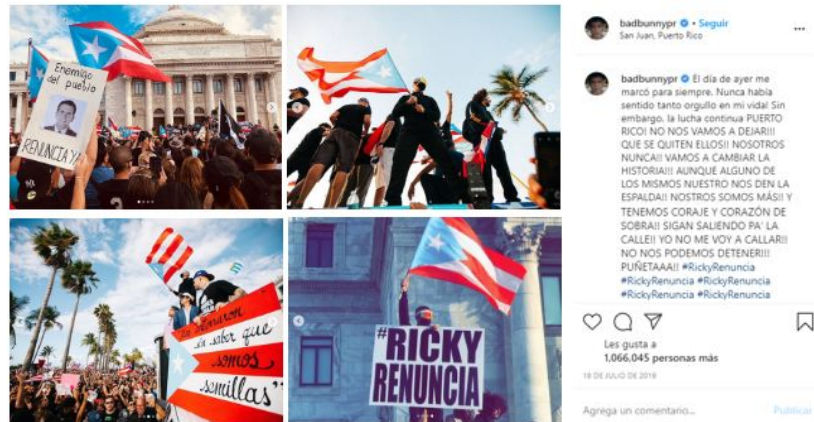 Enemigo
del pueblo
RENUNCIA YA
sin saber que
somos
semillas"
#RICKY
RENUNCIA
badbunnypr • Seguir
San Juan, Puerto Rico
badbunnypr El día de ayer me
marcó para siempre. Nunca había
sentido tanto orgullo en mi vida! Sin
embargo, la lucha continua PUERTO
RICO! NO NOS VAMOS A DEJAR!!!
QUE SE QUITEN ELLOS!! NOSOTROS
NUNCA!! VAMOS A CAMBIAR LA
HISTORIA!!! AUNQUE ALGUNO DE
LOS MISMOS NUESTRO NOS DEN LA
ESPALDA!! NOSTROS SOMOS MÁS!! Y
TENEMOS CORAJE Y CORAZÓN DE
SOBRA!! SIGAN SALIENDO PA' LA
CALLE!! YO NO ME VOY A CALLAR!!
NO NOS PODEMOS DETENER!!!
PUÑETAAA!! #RickyRenuncia
#RickyRenuncia #RickyRenuncia
#RickyRenuncia #RickyRenuncia
Les gusta a
1,066,045 personas más
18 DE JULIO DE 2019
Agrega un comentario...
Publicar